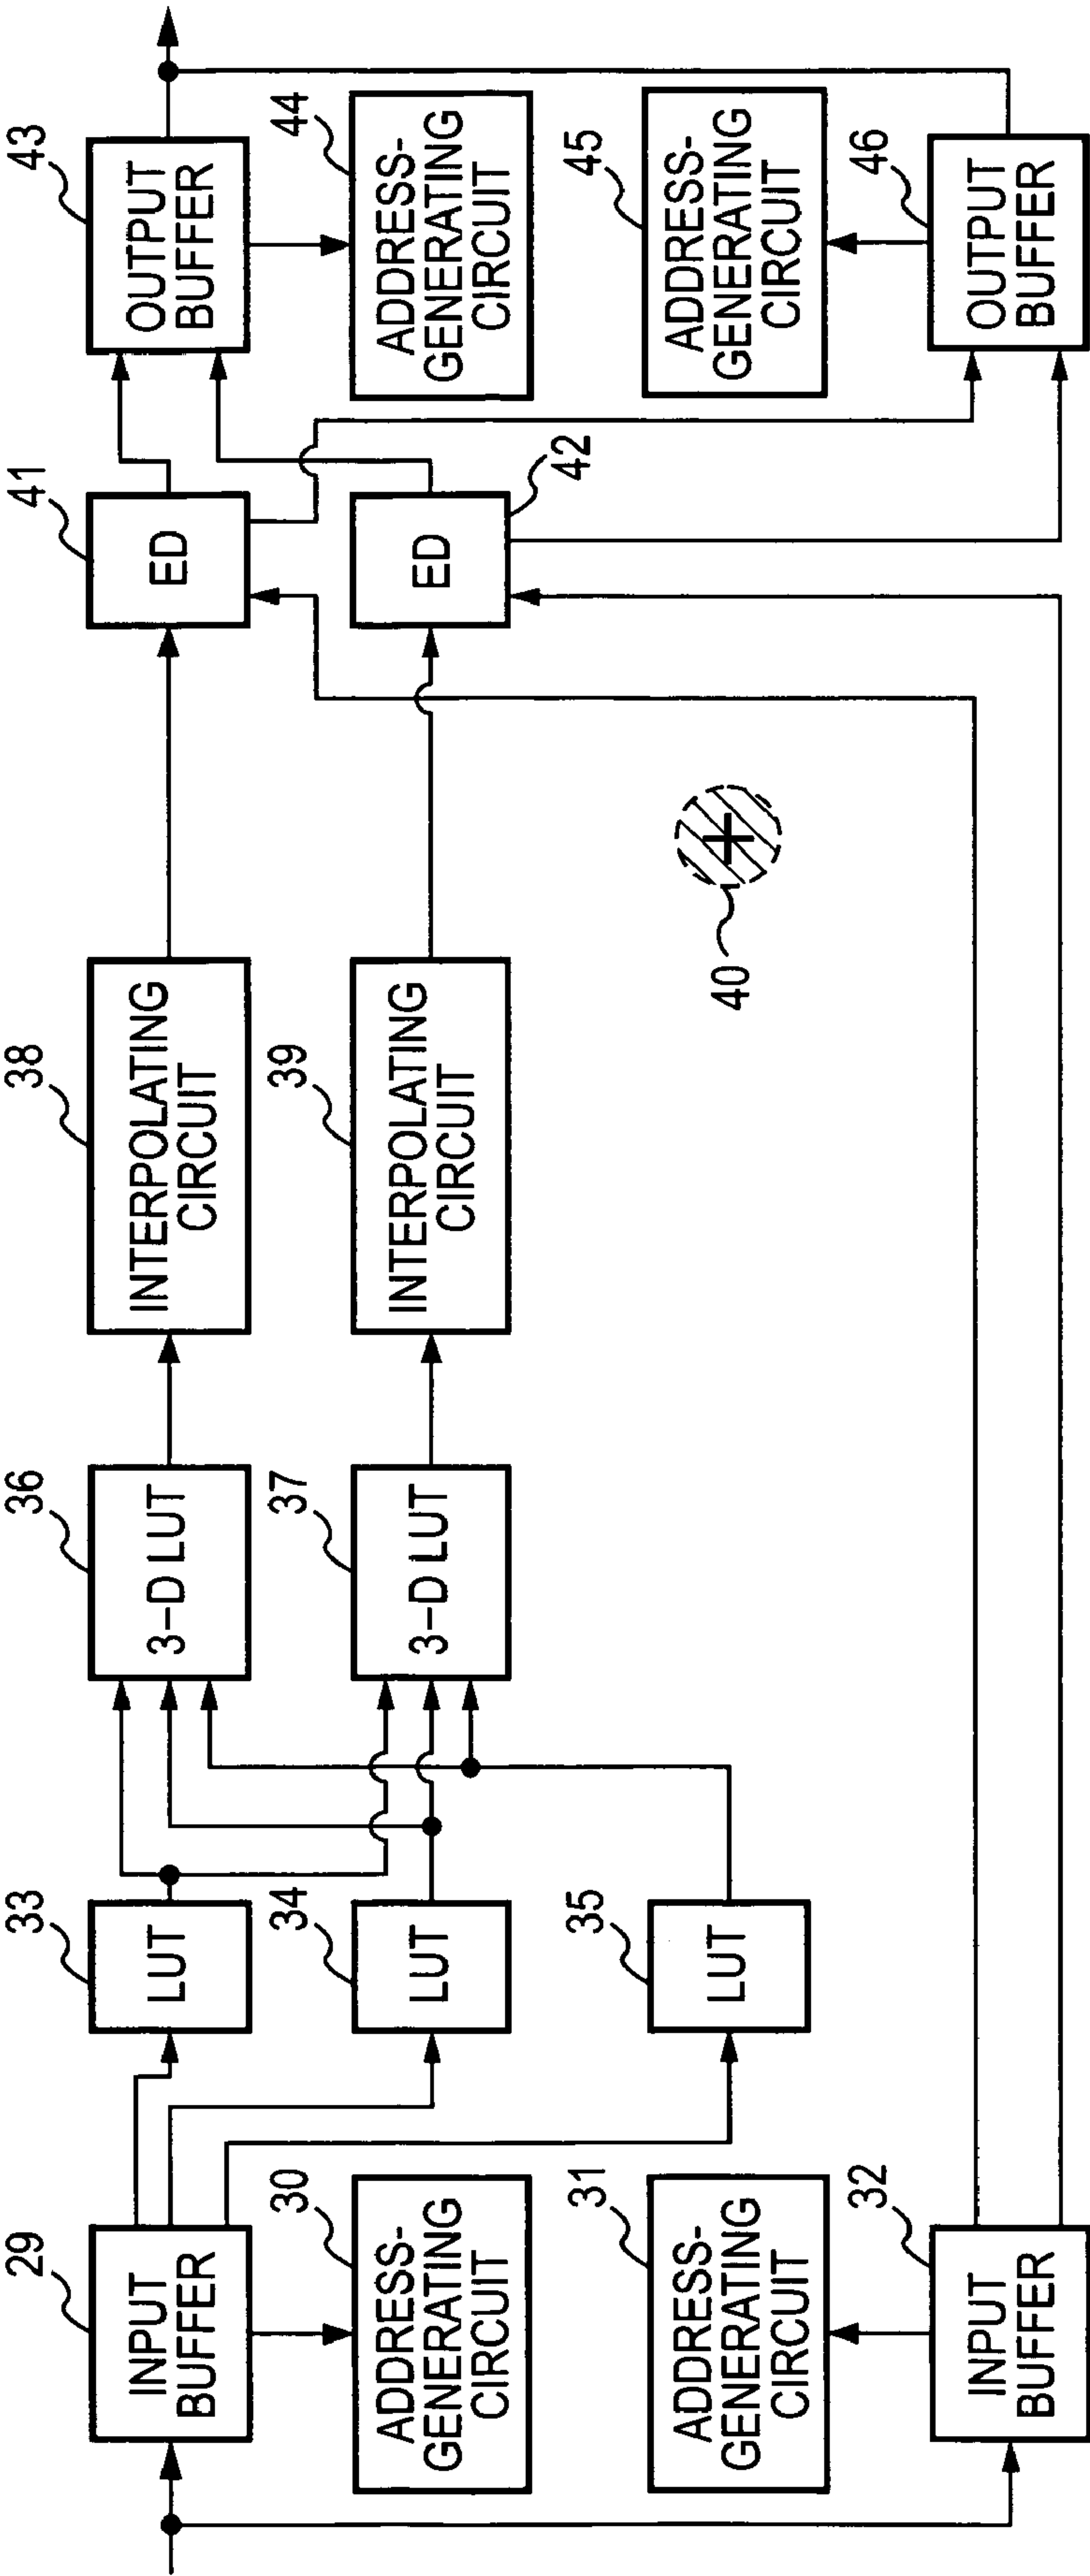 29
INPUT
BUFFER
30
ADDRESS-
GENERATING
CIRCUIT
31
ADDRESS-
GENERATING
CIRCUIT
32
INPUT
BUFFER
33
LUT
34
LUT
35
LUT
36
3-D LUT
37
3-D LUT
38
INTERPOLATING
CIRCUIT
39
INTERPOLATING
CIRCUIT
40
+
41
ED
42
ED
43
OUTPUT
BUFFER
44
ADDRESS-
GENERATING
CIRCUIT
45
ADDRESS-
GENERATING
CIRCUIT
46
OUTPUT
BUFFER